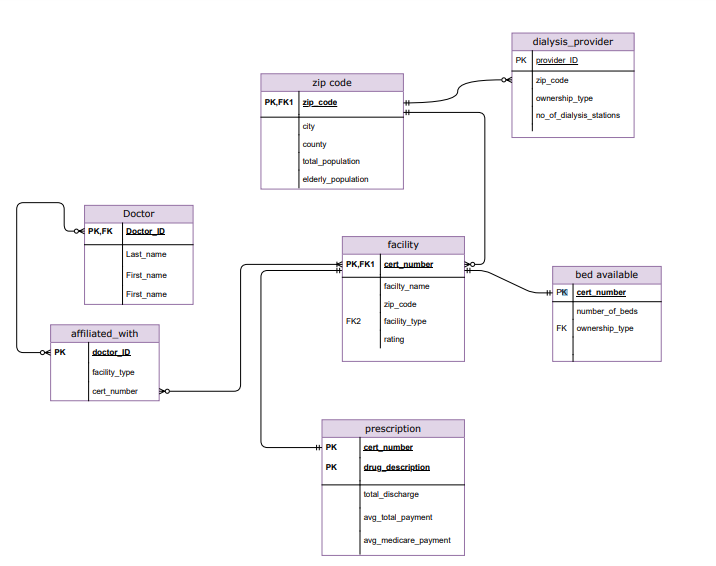 dialysis_provider
PK provider_ID
zip_code
ownership_type
no_of_dialysis_stations
zip code
PK,FK1 zip_code
city
county
total_population
elderly_population
Doctor
PK,FK Doctor_ID
Last_name
First_name
First_name
facility
PK,FK1 cert_number
facilty_name
zip_code
FK2 facility_type
rating
bed available
PK cert_number
number_of_beds
FK ownership_type
affiliated_with
PK doctor_ID
facility_type
cert_number
prescription
PK cert_number
PK drug_description
total_discharge
avg_total_payment
avg_medicare_payment